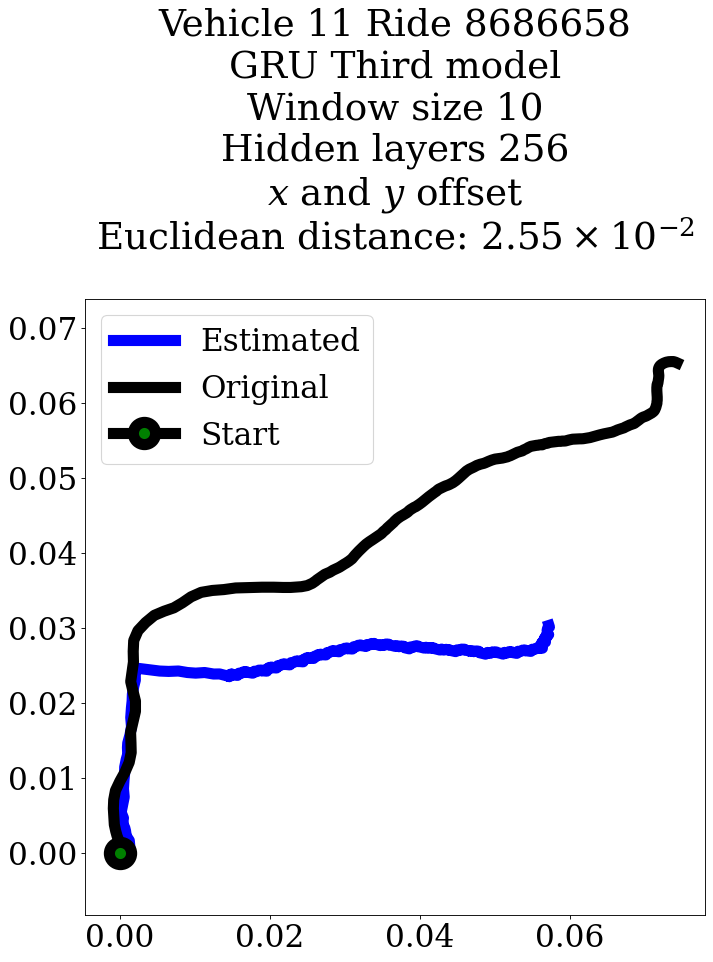 Vehicle 11 Ride 8686658
GRU Third model
Window size 10
Hidden layers 256
x and y offset
Euclidean distance: 2.55 × 10⁻²
Estimated
Original
Start
0.07
0.06
0.05
0.04
0.03
0.02
0.01
0.00
0.00 0.02 0.04 0.06